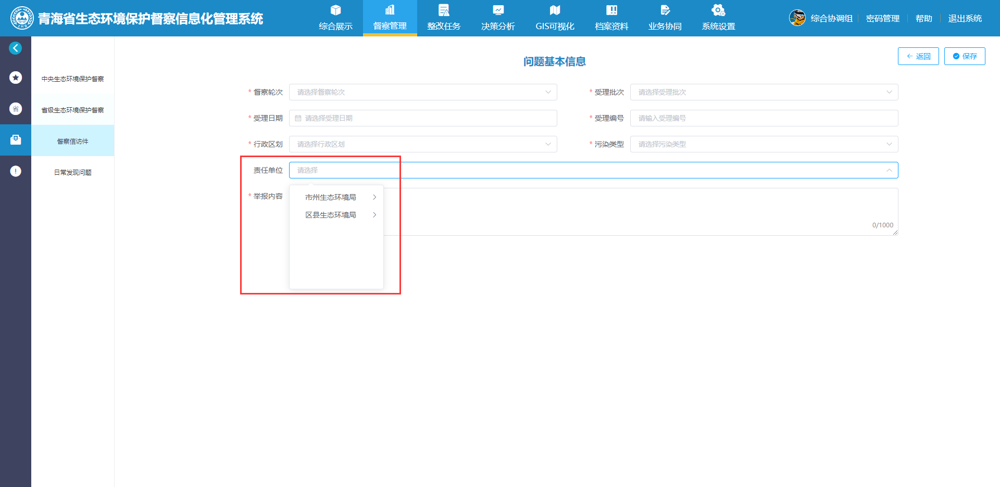 青海省生态环境保护督察信息化管理系统
综合展示
督察管理
整改任务
决策分析
GIS可视化
档案资料
业务协同
系统设置
综合协调组
密码管理
帮助
退出系统
ZHB
省
中央生态环境保护督察
省级生态环境保护督察
督察信访件
日常发现问题
问题基本信息
返回
保存
* 督察轮次 请选择督察轮次
* 受理批次 请选择受理批次
* 受理日期 请选择受理日期
* 受理编号 请输入受理编号
* 行政区划 请选择行政区划
* 污染类型 请选择污染类型
责任单位 请选择
* 举报内容
市州生态环境局
区县生态环境局
0/1000